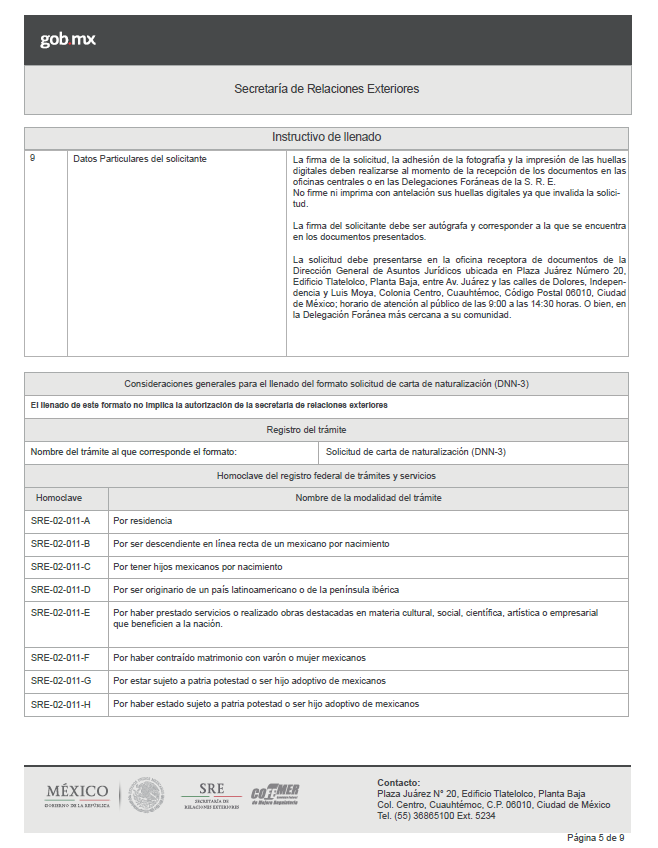 gob.mx
Secretaría de Relaciones Exteriores
Instructivo de llenado
9
Datos Particulares del solicitante
La firma de la solicitud, la adhesión de la fotografía y la impresión de las huellas
digitales deben realizarse al momento de la recepción de los documentos en las
oficinas centrales o en las Delegaciones Foráneas de la S. R. E.
No firme ni imprima con antelación sus huellas digitales ya que invalida la solici-
tud.
La firma del solicitante debe ser autógrafa y corresponder a la que se encuentra
en los documentos presentados.
La solicitud debe presentarse en la oficina receptora de documentos de la
Dirección General de Asuntos Jurídicos ubicada en Plaza Juárez Número 20,
Edificio Tlatelolco, Planta Baja, entre Av. Juárez y las calles de Dolores, Indepen-
dencia y Luis Moya, Colonia Centro, Cuauhtémoc, Código Postal 06010, Ciudad
de México; horario de atención al público de las 9:00 a las 14:30 horas. O bien, en
la Delegación Foránea más cercana a su comunidad.
Consideraciones generales para el llenado del formato solicitud de carta de naturalización (DNN-3)
El llenado de este formato no implica la autorización de la secretaria de relaciones exteriores
Registro del trámite
Nombre del trámite al que corresponde el formato:
Solicitud de carta de naturalización (DNN-3)
Homoclave del registro federal de trámites y servicios
Homoclave
Nombre de la modalidad del trámite
SRE-02-011-A
Por residencia
SRE-02-011-B
Por ser descendiente en línea recta de un mexicano por nacimiento
SRE-02-011-C
Por tener hijos mexicanos por nacimiento
SRE-02-011-D
Por ser originario de un país latinoamericano o de la península ibérica
SRE-02-011-E
Por haber prestado servicios o realizado obras destacadas en materia cultural, social, científica, artística o empresarial
que beneficien a la nación.
SRE-02-011-F
Por haber contraído matrimonio con varón o mujer mexicanos
SRE-02-011-G
Por estar sujeto a patria potestad o ser hijo adoptivo de mexicanos
SRE-02-011-H
Por haber estado sujeto a patria potestad o ser hijo adoptivo de mexicanos
MÉXICO
GOBIERNO DE LA REPÚBLICA
SRE
SECRETARÍA DE
RELACIONES EXTERIORES
COFEMER
de Mejora Regulatoria
Contacto:
Plaza Juárez N° 20, Edificio Tlatelolco, Planta Baja
Col. Centro, Cuauhtémoc, C.P. 06010, Ciudad de México
Tel. (55) 36865100 Ext. 5234
Página 5 de 9